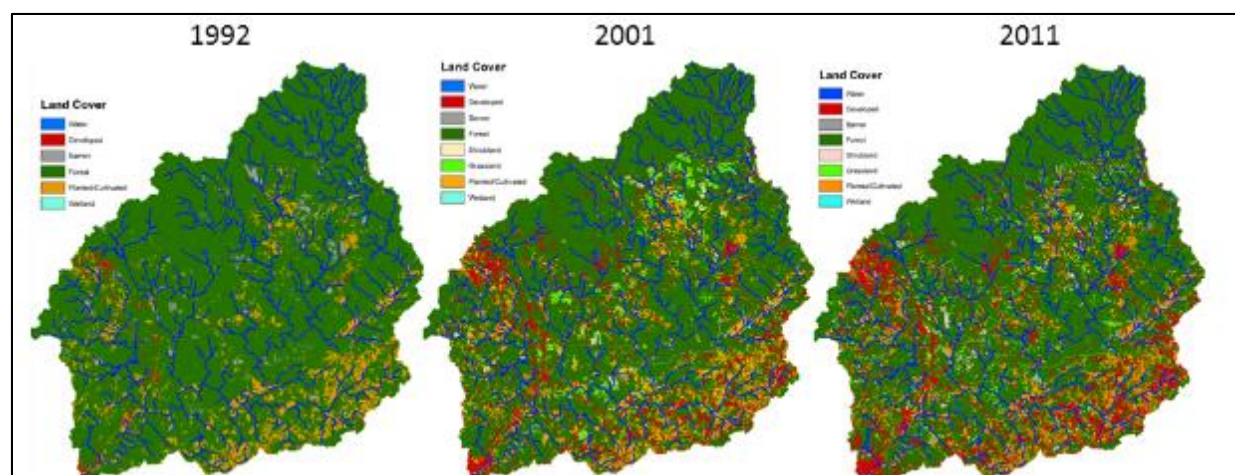 1992
2001
2011
Land Cover
Water
Developed
Barren
Forest
Planted/Cultivated
Wetland
Land Cover
Water
Developed
Barren
Forest
Shrubland
Grassland
Planted/Cultivated
Wetland
Land Cover
Water
Developed
Barren
Forest
Shrubland
Grassland
Planted/Cultivated
Wetland